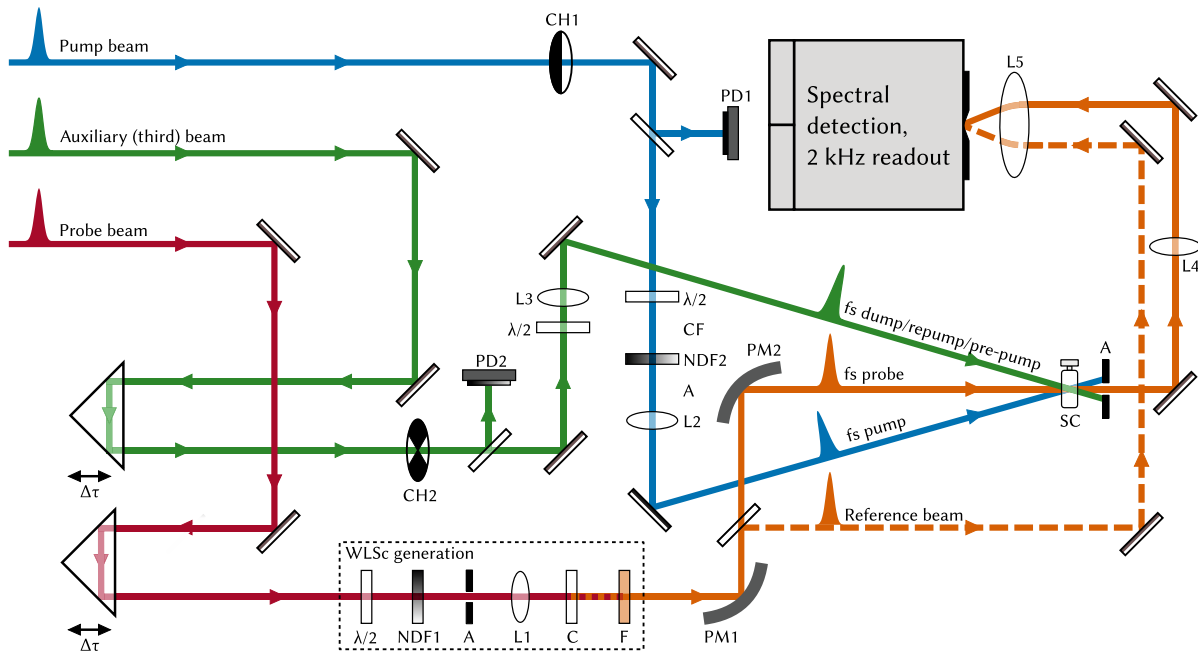 CH1
Pump beam
PD1
L5
Spectral
detection,
2 kHz readout
Auxiliary (third) beam
Probe beam
L4
L3
λ/2
λ/2
CF
NDF2
A
L2
fs dump/repump/pre-pump
A
PM2
PD2
fs probe
SC
fs pump
CH2
Δτ
Reference beam
WLSc generation
Δτ
λ/2
NDF1
A
L1
C
F
PM1